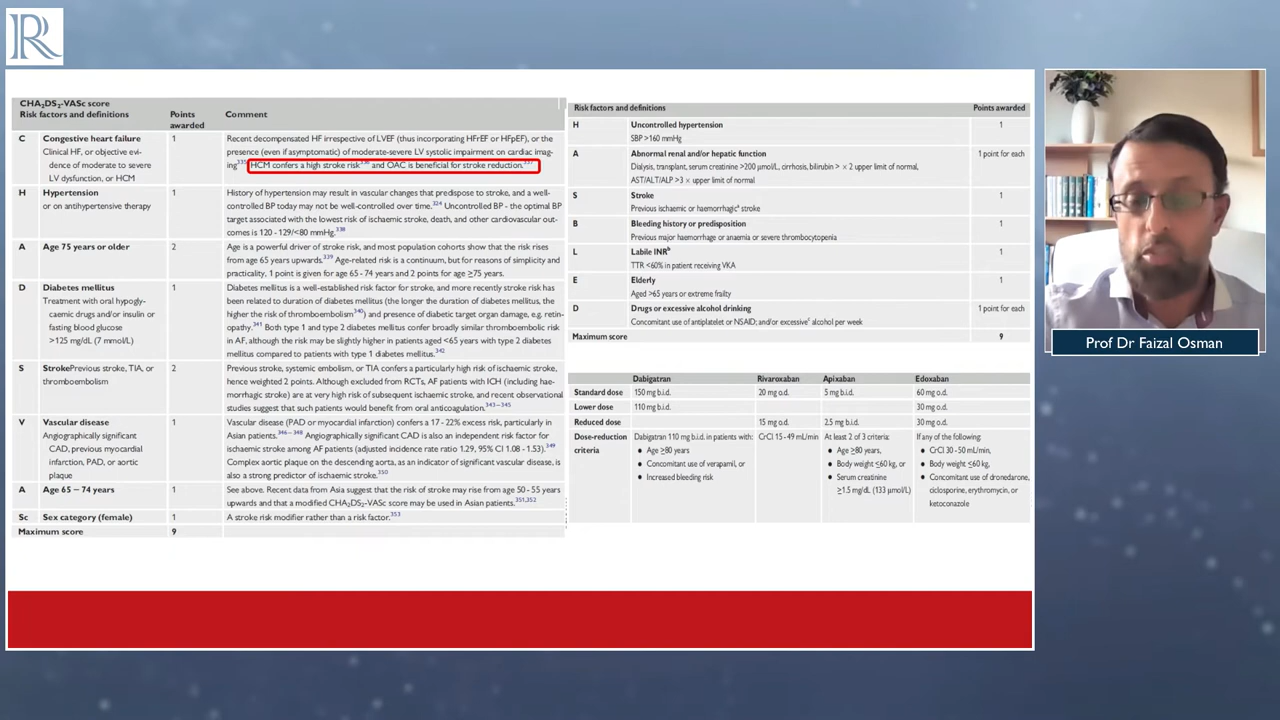 R
CHA₂DS₂-VASc score
Risk factors and definitions Points awarded Comment
C Congestive heart failure 1 Recent decompensated HF irrespective of LVEF (thus incorporating HFrEF or HFpEF), or the
Clinical HF, or objective evi- presence (even if asymptomatic) of moderate-severe LV systolic impairment on cardiac imag-
dence of moderate to severe ing335 HCM confers a high stroke risk336 and OAC is beneficial for stroke reduction.337
LV dysfunction, or HCM
H Hypertension 1 History of hypertension may result in vascular changes that predispose to stroke, and a well-
or on antihypertensive therapy controlled BP today may not be well-controlled over time.324 Uncontrolled BP - the optimal BP
target associated with the lowest risk of ischaemic stroke, death, and other cardiovascular out-
comes is 120 - 129/<80 mmHg.338
A Age 75 years or older 2 Age is a powerful driver of stroke risk, and most population cohorts show that the risk rises
from age 65 years upwards.339 Age-related risk is a continuum, but for reasons of simplicity and
practicality, 1 point is given for age 65 - 74 years and 2 points for age ≥75 years.
D Diabetes mellitus 1 Diabetes mellitus is a well-established risk factor for stroke, and more recently stroke risk has
Treatment with oral hypogly- been related to duration of diabetes mellitus (the longer the duration of diabetes mellitus, the
caemic drugs and/or insulin or higher the risk of thromboembolism340) and presence of diabetic target organ damage, e.g. retin-
fasting blood glucose opathy.341 Both type 1 and type 2 diabetes mellitus confer broadly similar thromboembolic risk
>125 mg/dL (7 mmol/L) in AF, although the risk may be slightly higher in patients aged <65 years with type 2 diabetes
mellitus compared to patients with type 1 diabetes mellitus.342
S StrokePrevious stroke, TIA, or 2 Previous stroke, systemic embolism, or TIA confers a particularly high risk of ischaemic stroke,
thromboembolism hence weighted 2 points. Although excluded from RCTs, AF patients with ICH (including hae-
morrhagic stroke) are at very high risk of subsequent ischaemic stroke, and recent observational
studies suggest that such patients would benefit from oral anticoagulation.343–345
V Vascular disease 1 Vascular disease (PAD or myocardial infarction) confers a 17 - 22% excess risk, particularly in
Angiographically significant Asian patients.346–348 Angiographically significant CAD is also an independent risk factor for
CAD, previous myocardial ischaemic stroke among AF patients (adjusted incidence rate ratio 1.29, 95% CI 1.08 - 1.53).349
infarction, PAD, or aortic Complex aortic plaque on the descending aorta, as an indicator of significant vascular disease, is
plaque also a strong predictor of ischaemic stroke.350
A Age 65 – 74 years 1 See above. Recent data from Asia suggest that the risk of stroke may rise from age 50 - 55 years
upwards and that a modified CHA₂DS₂-VASc score may be used in Asian patients.351,352
Sc Sex category (female) 1 A stroke risk modifier rather than a risk factor.353
Maximum score 9
Risk factors and definitions Points awarded
H Uncontrolled hypertension 1
SBP >160 mmHg
A Abnormal renal and/or hepatic function 1 point for each
Dialysis, transplant, serum creatinine >200 µmol/L, cirrhosis, bilirubin > × 2 upper limit of normal,
AST/ALT/ALP >3 × upper limit of normal
S Stroke 1
Previous ischaemic or haemorrhagicᵃ stroke
B Bleeding history or predisposition 1
Previous major haemorrhage or anaemia or severe thrombocytopenia
L Labile INRᵇ 1
TTR <60% in patient receiving VKA
E Elderly 1
Aged >65 years or extreme frailty
D Drugs or excessive alcohol drinking 1 point for each
Concomitant use of antiplatelet or NSAID; and/or excessiveᶜ alcohol per week
Maximum score 9
Dabigatran Rivaroxaban Apixaban Edoxaban
Standard dose 150 mg b.i.d. 20 mg o.d. 5 mg b.i.d. 60 mg o.d.
Lower dose 110 mg b.i.d. 30 mg o.d.
Reduced dose 15 mg o.d. 2.5 mg b.i.d. 30 mg o.d.
Dose-reduction Dabigatran 110 mg b.i.d. in patients with: CrCl 15 - 49 mL/min At least 2 of 3 criteria: If any of the following:
criteria • Age ≥80 years • Age ≥80 years, • CrCl 30 - 50 mL/min,
• Concomitant use of verapamil, or • Body weight ≤60 kg, or • Body weight ≤60 kg,
• Increased bleeding risk • Serum creatinine • Concomitant use of dronedarone,
≥1.5 mg/dL (133 µmol/L) ciclosporine, erythromycin, or
ketoconazole
Prof Dr Faizal Osman